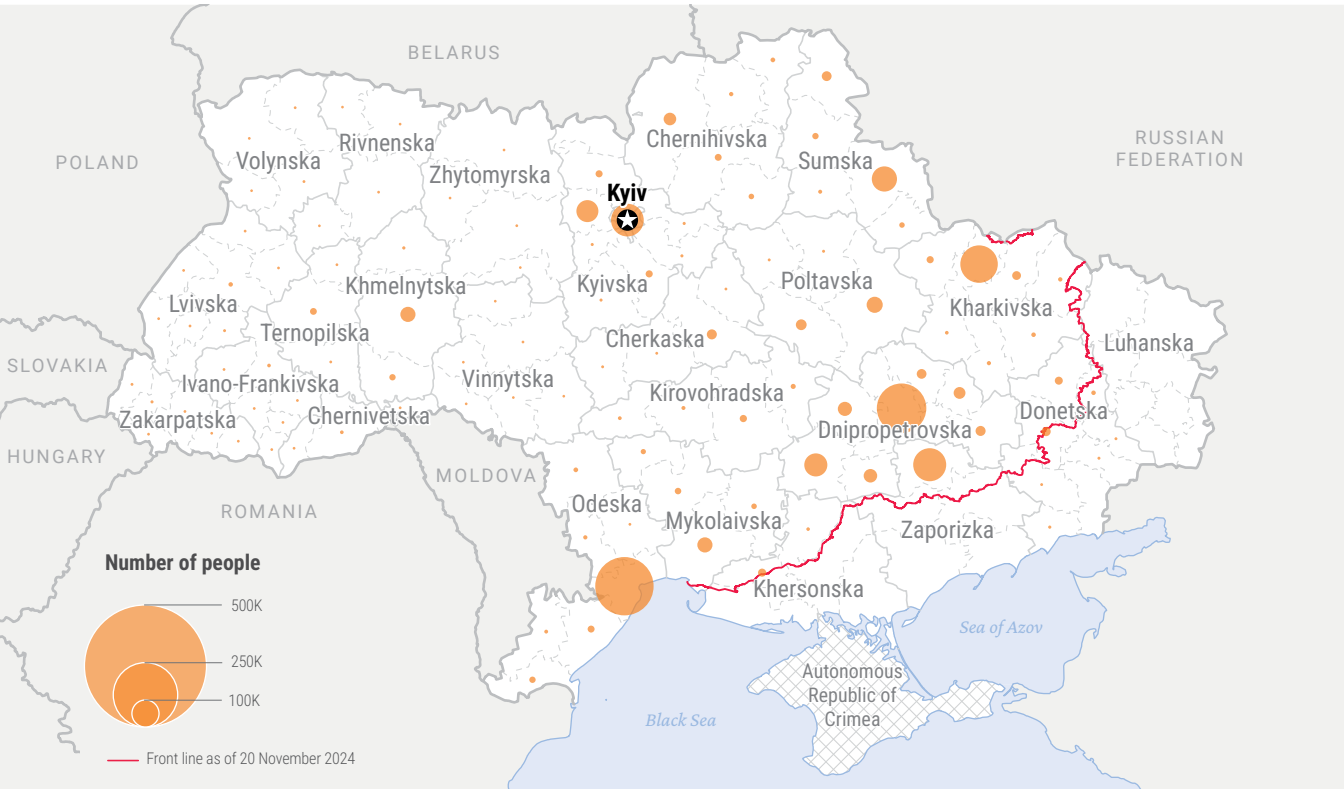 BELARUS
RUSSIAN
FEDERATION
POLAND
Volynska
Rivnenska
Zhytomyrska
Chernihivska
Sumska
Kyiv
Lvivska
Khmelnytska
Ternopilska
Kyivska
Cherkaska
Poltavska
Kharkivska
Luhanska
SLOVAKIA
Ivano-Frankivska
Vinnytska
Kirovohradska
Zakarpatska
Chernivetska
Dnipropetrovska
Donetska
HUNGARY
MOLDOVA
ROMANIA
Odeska
Mykolaivska
Zaporizka
Khersonska
Number of people
500K
250K
100K
Front line as of 20 November 2024
Sea of Azov
Autonomous
Republic of
Crimea
Black Sea